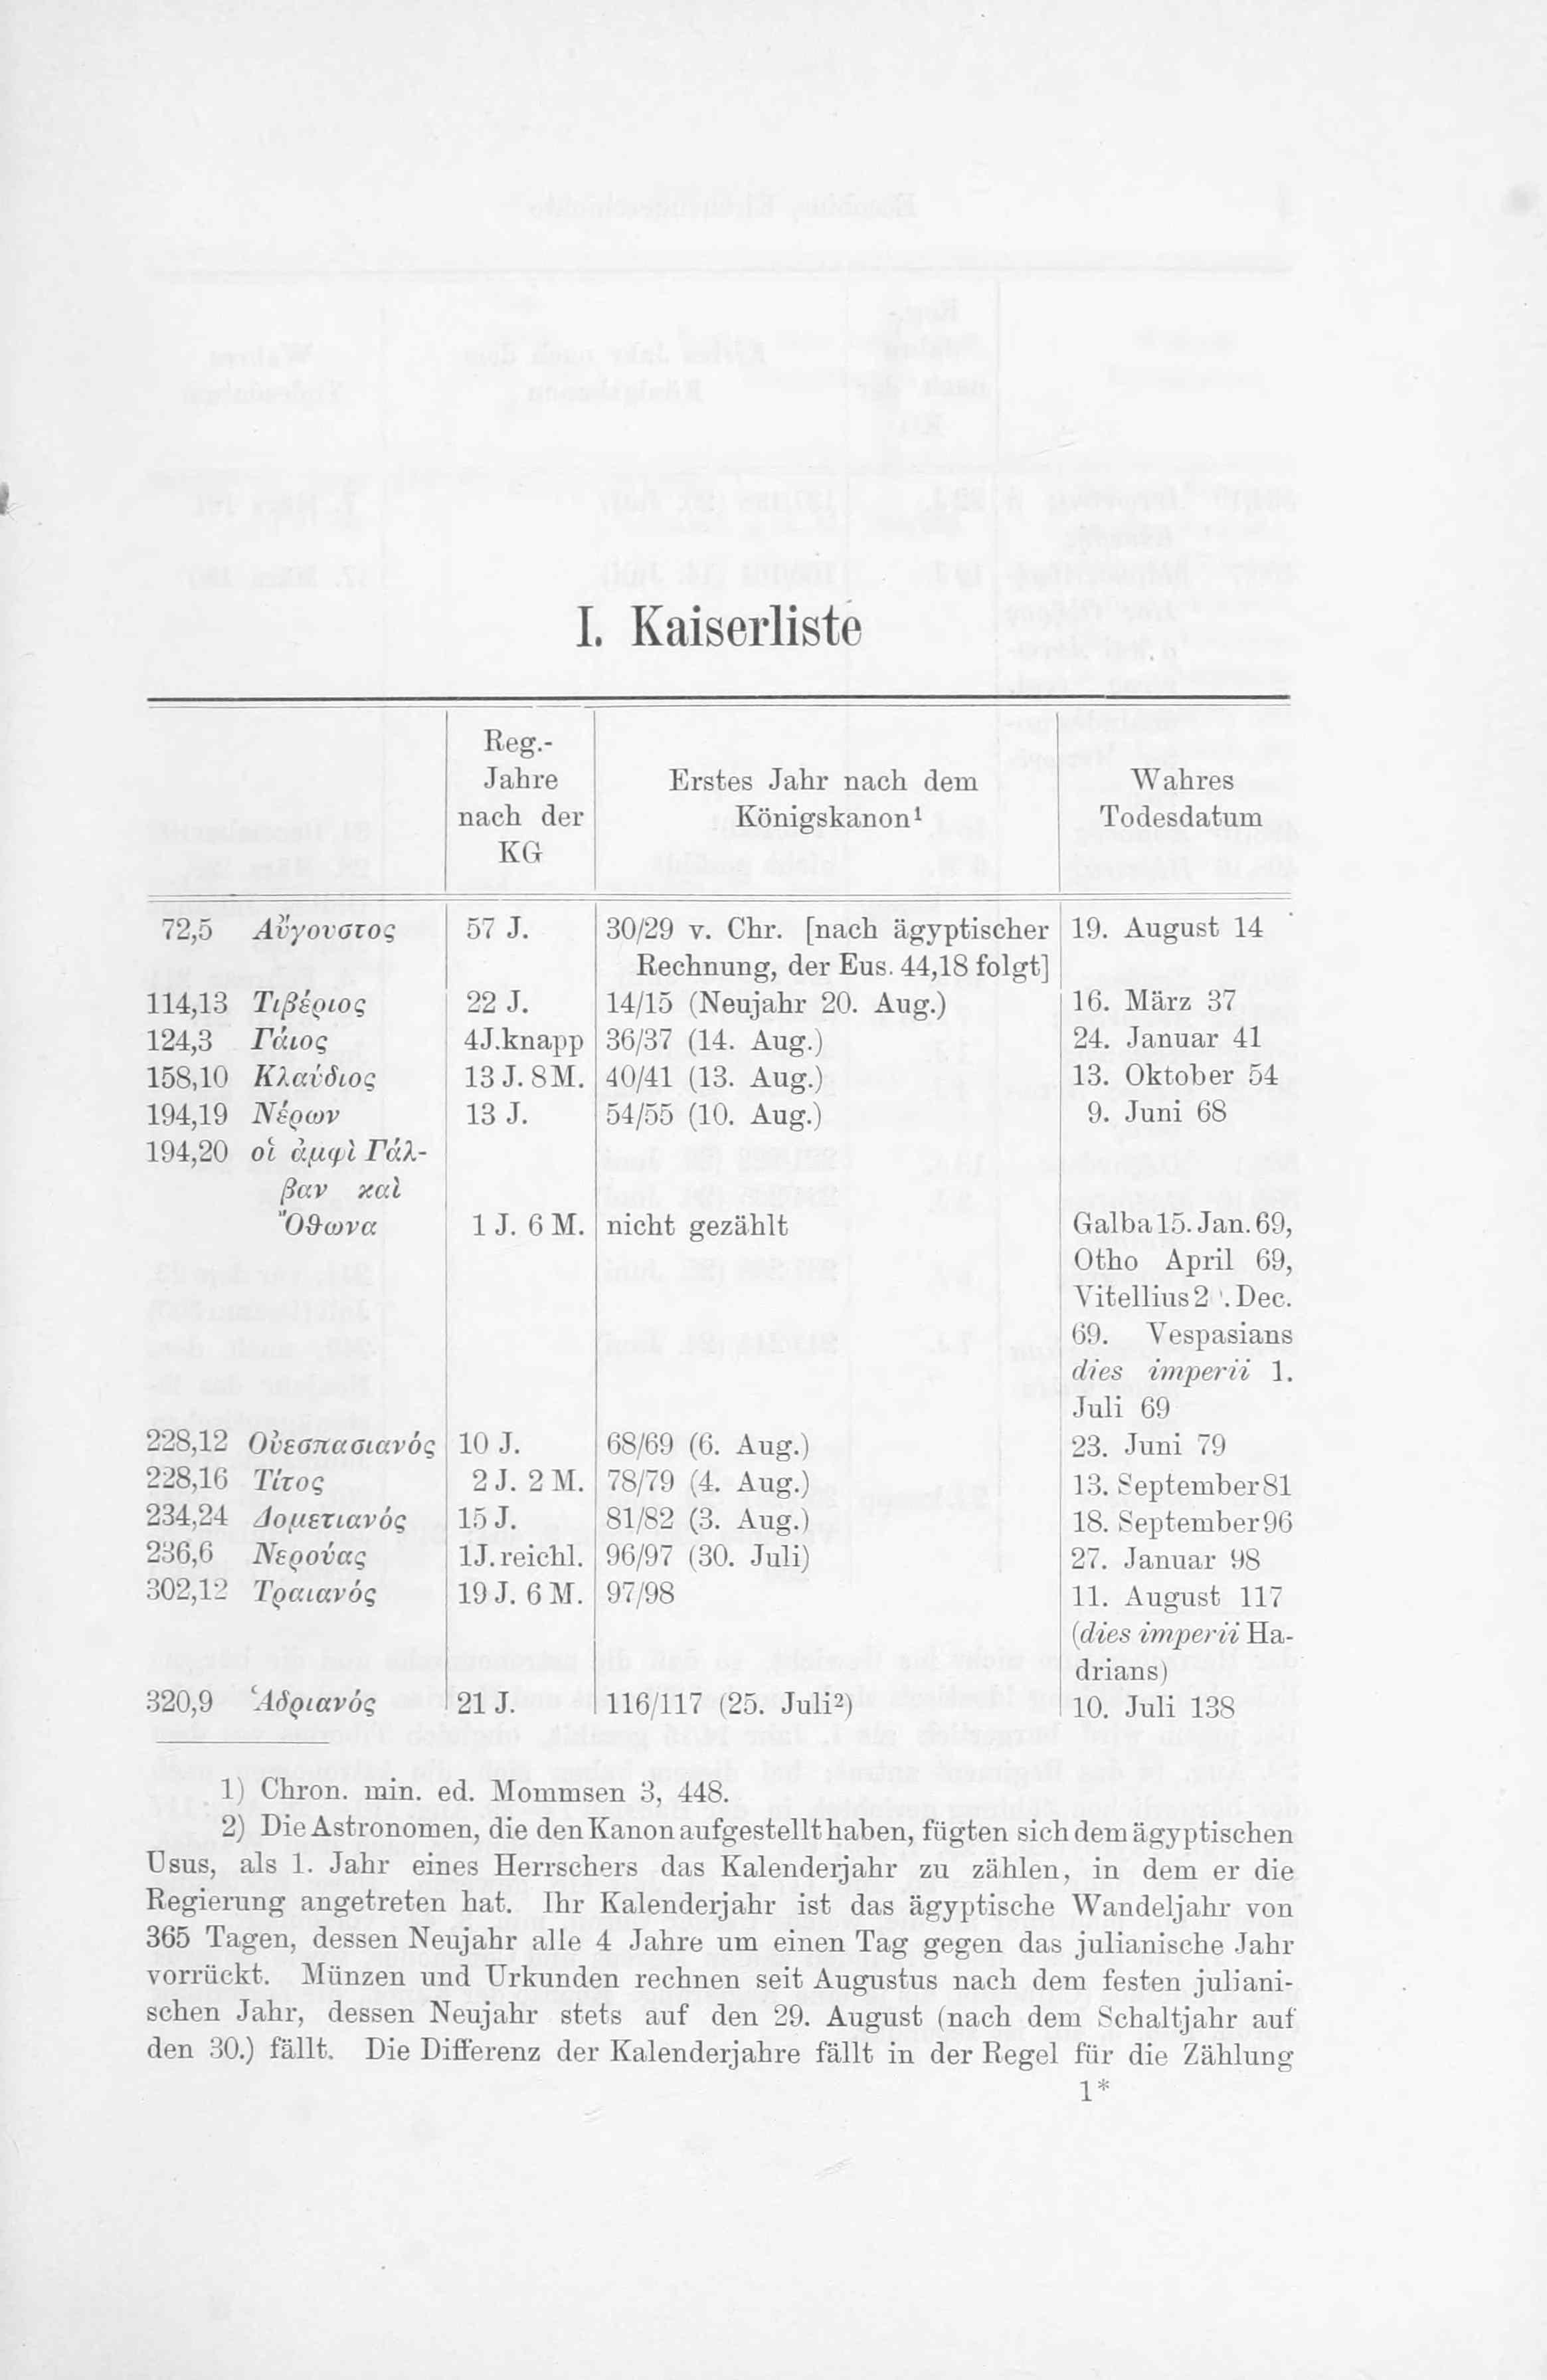 I. Kaiserliste
Reg.-
Jahre
nach der
KG
Erstes Jahr nach dem
Königskanon¹
Wahres
Todesdatum
72,5 Αὔγουστος 57 J. 30/29 v. Chr. [nach ägyptischer 19. August 14
Rechnung, der Eus. 44,18 folgt]
114,13 Τιβέριος 22 J. 14/15 (Neujahr 20. Aug.) 16. März 37
124,3 Γάιος 4J.knapp 36/37 (14. Aug.) 24. Januar 41
158,10 Κλαύδιος 13 J. 8M. 40/41 (13. Aug.) 13. Oktober 54
194,19 Νέρων 13 J. 54/55 (10. Aug.) 9. Juni 68
194,20 οἱ ἀμφὶ Γάλ-
βαν καὶ
Ὄθωνα 1 J. 6 M. nicht gezählt Galba 15. Jan. 69,
Otho April 69,
Vitellius . Dec.
69. Vespasians
dies imperii 1.
Juli 69
228,12 Οὐεσπασιανός 10 J. 68/69 (6. Aug.) 23. Juni 79
228,16 Τίτος 2 J. 2 M. 78/79 (4. Aug.) 13. September 81
234,24 Δομετιανός 15 J. 81/82 (3. Aug.) 18. September 96
236,6 Νερούας 1J. reichl. 96/97 (30. Juli) 27. Januar 98
302,12 Τραιανός 19 J. 6 M. 97/98 11. August 117
(dies imperii Ha-
drians)
320,9 Ἁδριανός 21 J. 116/117 (25. Juli²) 10. Juli 138
1) Chron. min. ed. Mommsen 3, 448.
2) Die Astronomen, die den Kanon aufgestellt haben, fügten sich dem ägyptischen
Usus, als 1. Jahr eines Herrschers das Kalenderjahr zu zählen, in dem er die
Regierung angetreten hat. Ihr Kalenderjahr ist das ägyptische Wandeljahr von
365 Tagen, dessen Neujahr alle 4 Jahre um einen Tag gegen das julianische Jahr
vorrückt. Münzen und Urkunden rechnen seit Augustus nach dem festen juliani-
schen Jahr, dessen Neujahr stets auf den 29. August (nach dem Schaltjahr auf
den 30.) fällt. Die Differenz der Kalenderjahre fällt in der Regel für die Zählung
1*